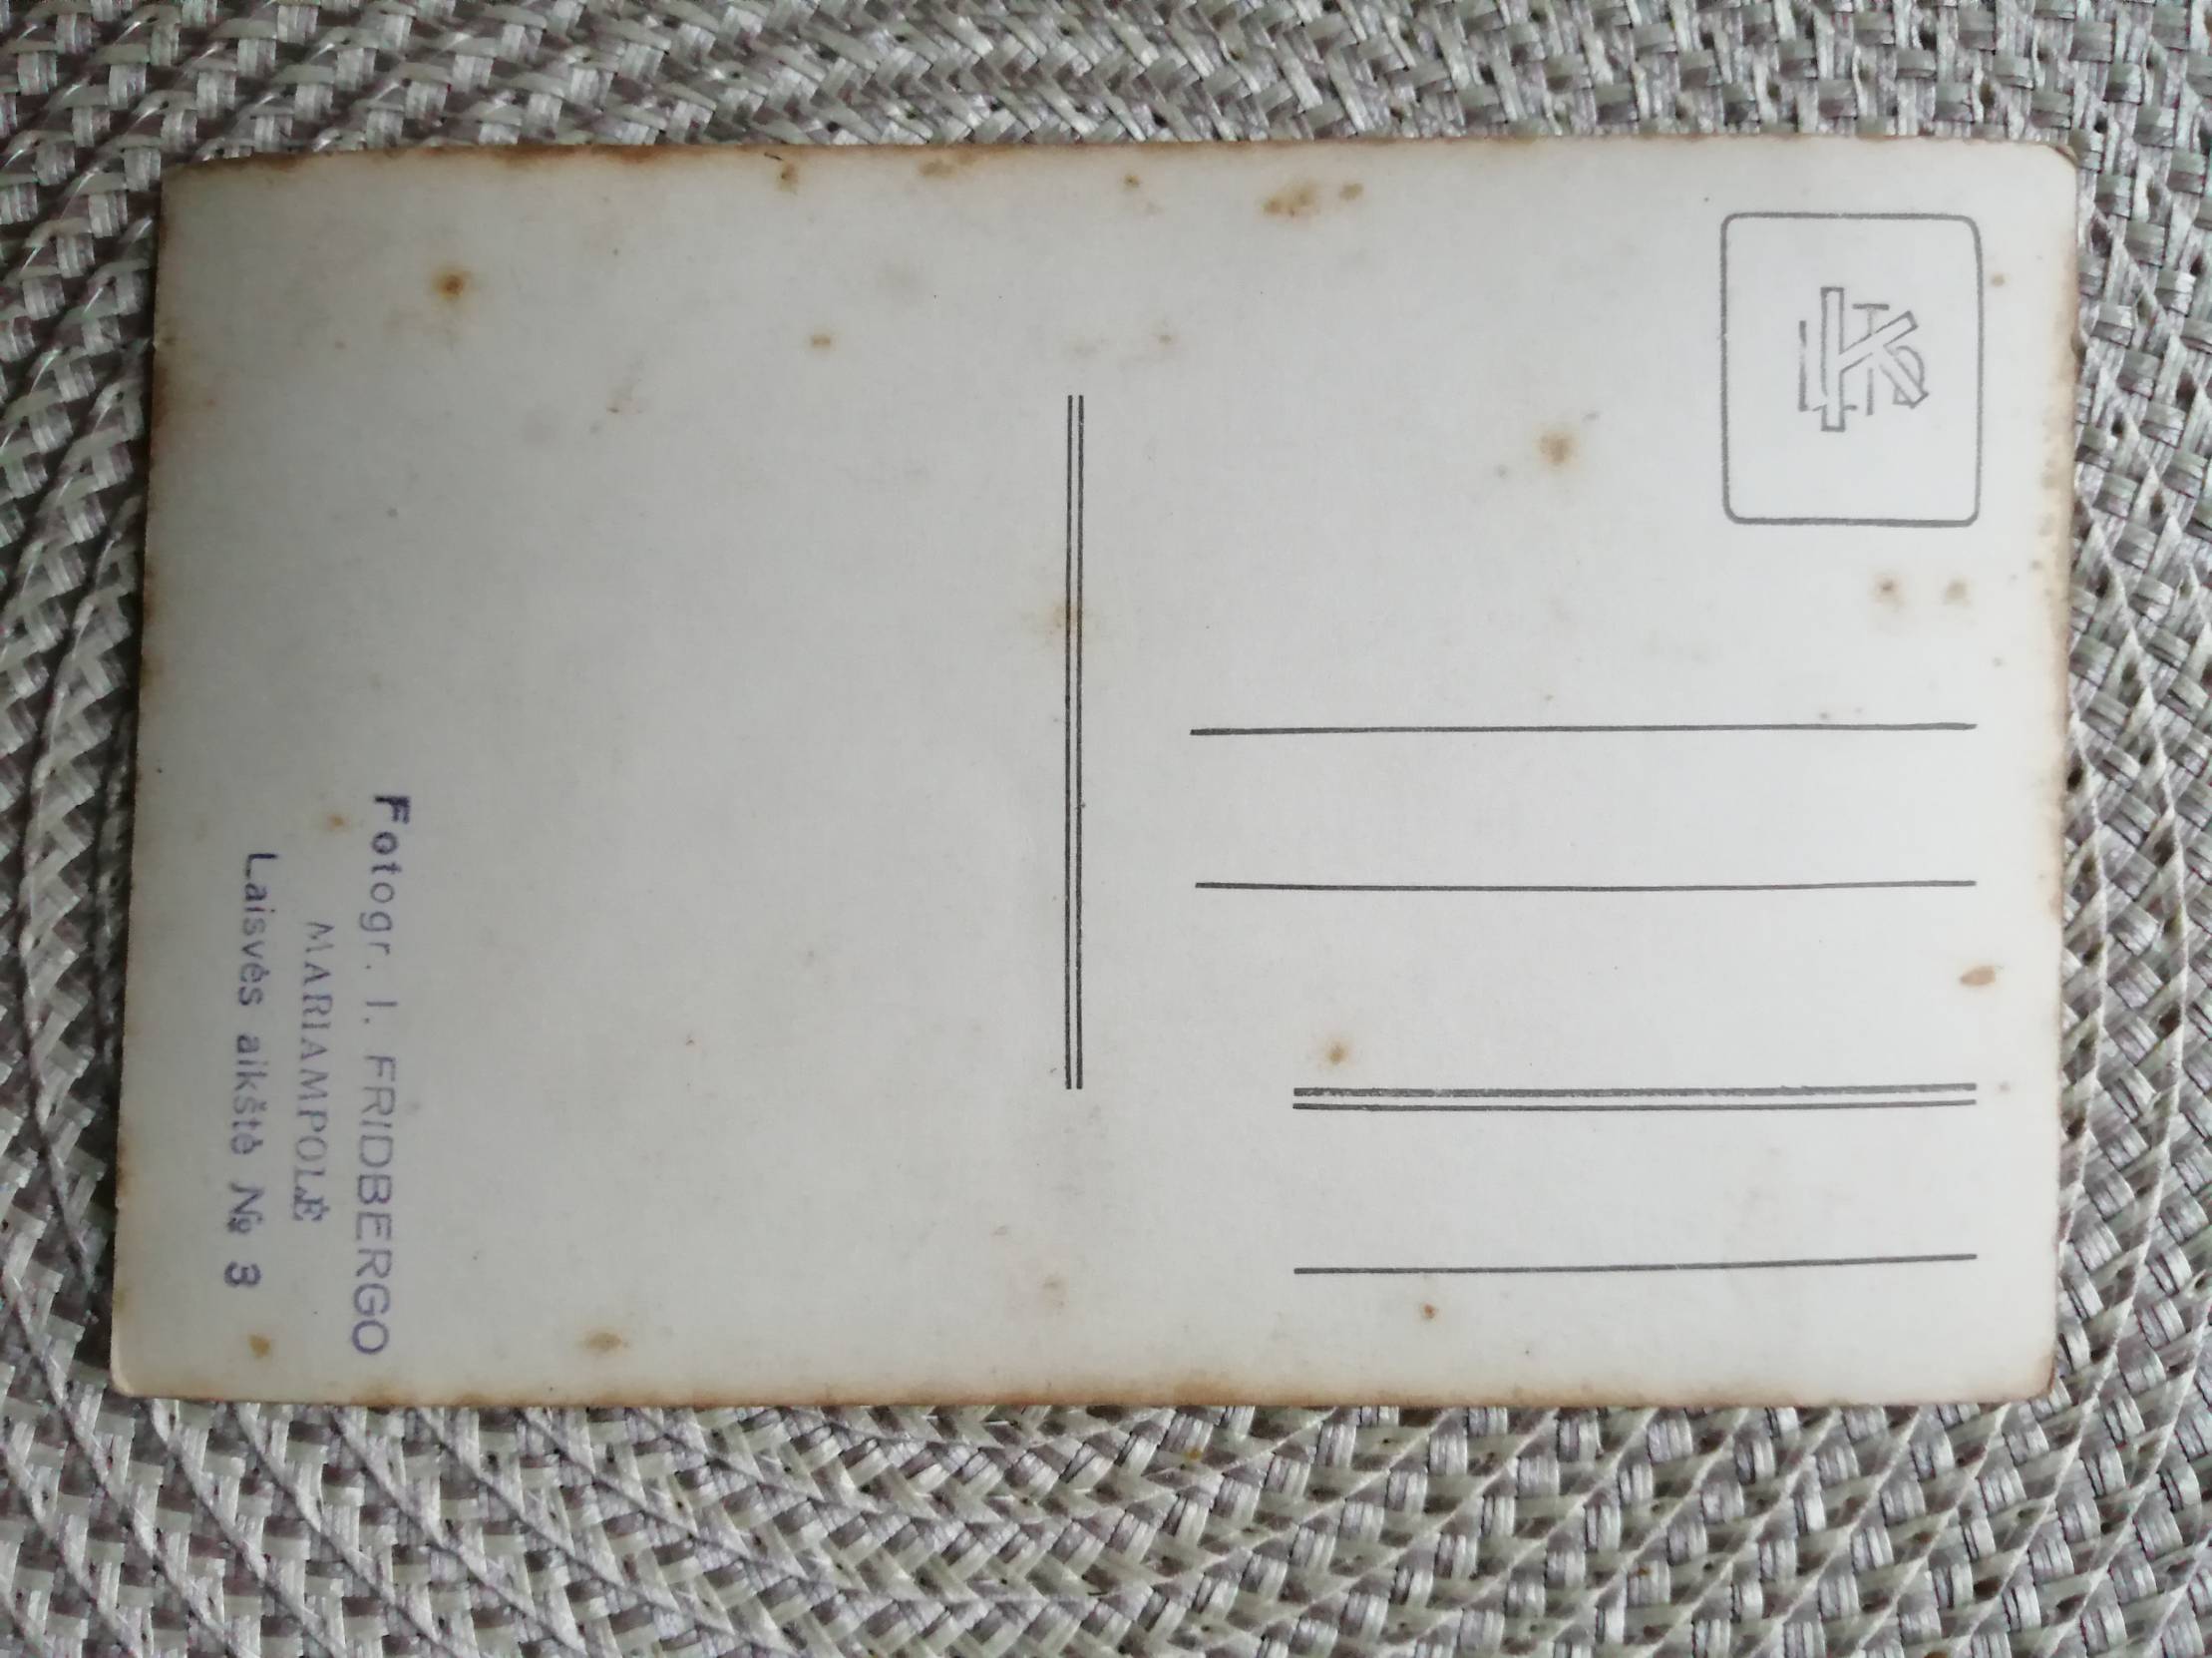 Fotogr. I. FRIDBERGO
MARIAMPOLĖ
Laisvės aikštė № 3